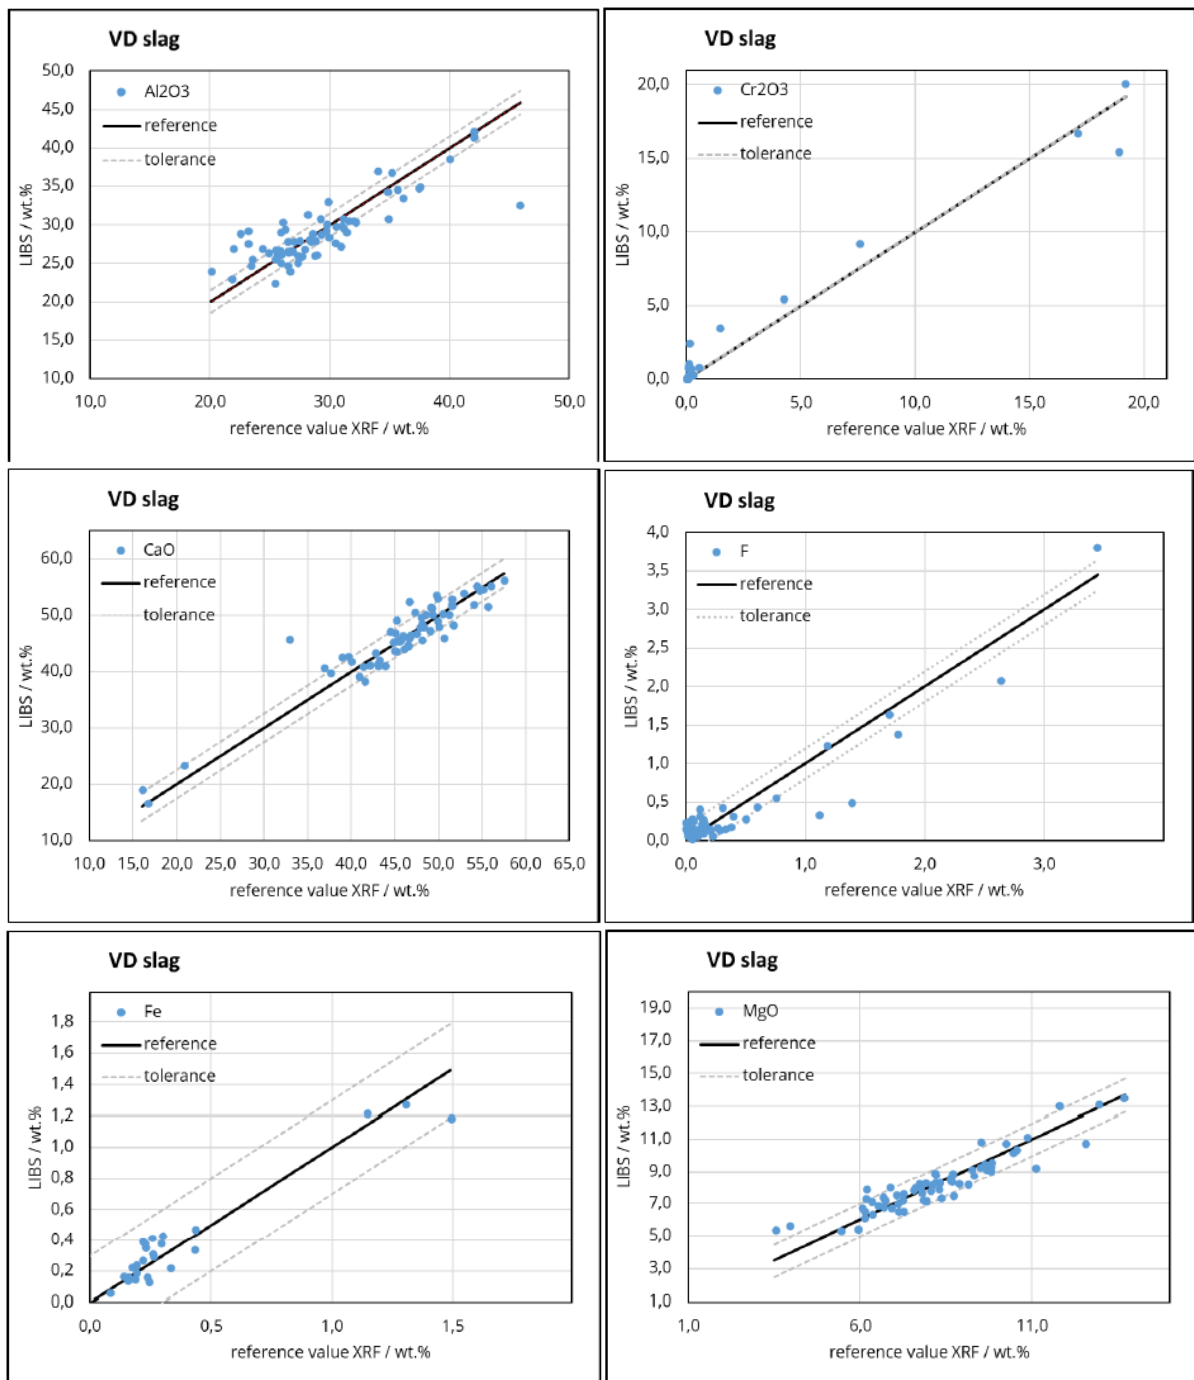 VD slag
50,0
45,0
40,0
35,0
30,0
25,0
20,0
15,0
10,0
LIBS / wt.%
Al2O3
reference
tolerance
10,0 20,0 30,0 40,0 50,0
reference value XRF / wt.%
VD slag
20,0
15,0
10,0
5,0
0,0
LIBS / wt.%
Cr2O3
reference
tolerance
0,0 5,0 10,0 15,0 20,0
reference value XRF / wt.%
VD slag
60,0
50,0
40,0
30,0
20,0
10,0
LIBS / wt.%
CaO
reference
tolerance
10,0 15,0 20,0 25,0 30,0 35,0 40,0 45,0 50,0 55,0 60,0 65,0
reference value XRF / wt.%
VD slag
4,0
3,5
3,0
2,5
2,0
1,5
1,0
0,5
0,0
LIBS / wt.%
F
reference
tolerance
0,0 1,0 2,0 3,0
reference value XRF / wt.%
VD slag
1,8
1,6
1,4
1,2
1,0
0,8
0,6
0,4
0,2
0,0
LIBS / wt.%
Fe
reference
tolerance
0,0 0,5 1,0 1,5
reference value XRF / wt.%
VD slag
19,0
17,0
15,0
13,0
11,0
9,0
7,0
5,0
3,0
1,0
LIBS / wt.%
MgO
reference
tolerance
1,0 6,0 11,0
reference value XRF / wt.%